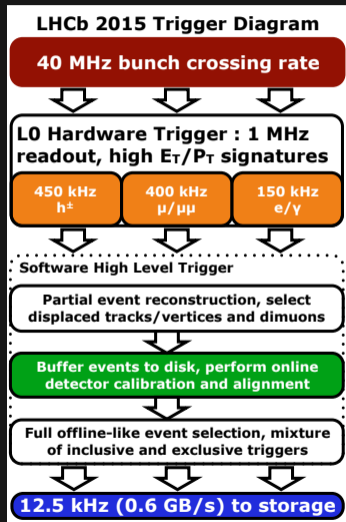 LHCb 2015 Trigger Diagram
40 MHz bunch crossing rate
L0 Hardware Trigger : 1 MHz
readout, high ET/PT signatures
450 kHz
h±
400 kHz
μ/μμ
150 kHz
e/γ
Software High Level Trigger
Partial event reconstruction, select
displaced tracks/vertices and dimuons
Buffer events to disk, perform online
detector calibration and alignment
Full offline-like event selection, mixture
of inclusive and exclusive triggers
12.5 kHz (0.6 GB/s) to storage